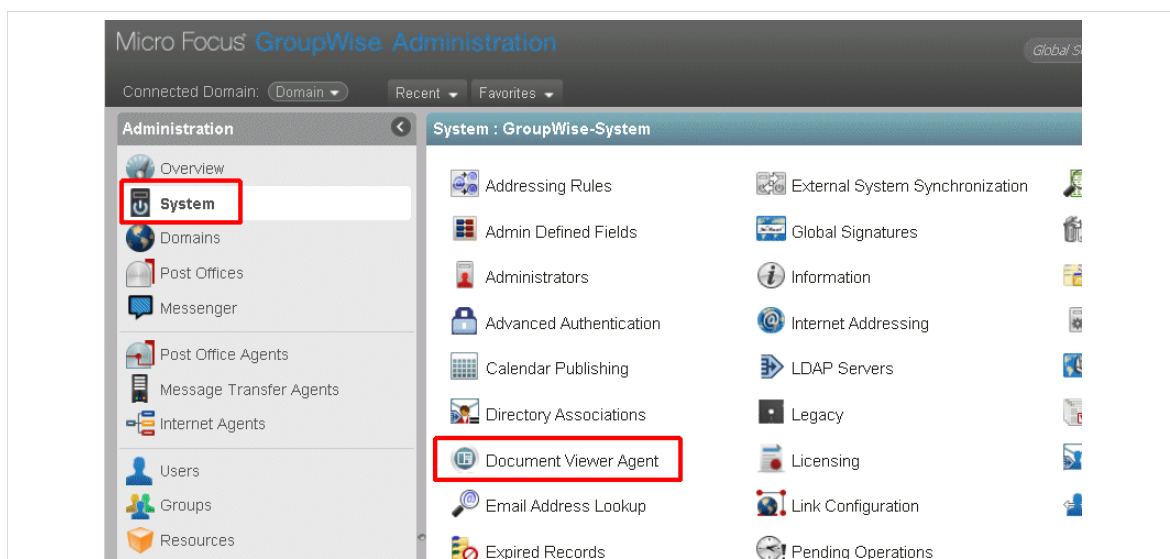 Micro Focus GroupWise Administration
Global S
Connected Domain: Domain Recent Favorites
Administration
System : GroupWise-System
Overview
System
Domains
Post Offices
Messenger
Post Office Agents
Message Transfer Agents
Internet Agents
Users
Groups
Resources
Addressing Rules
Admin Defined Fields
Administrators
Advanced Authentication
Calendar Publishing
Directory Associations
Document Viewer Agent
Email Address Lookup
Expired Records
External System Synchronization
Global Signatures
Information
Internet Addressing
LDAP Servers
Legacy
Licensing
Link Configuration
Pending Operations